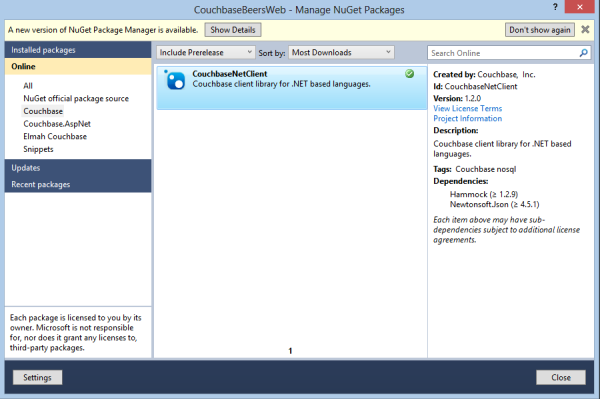 CouchbaseBeersWeb - Manage NuGet Packages
?
A new version of NuGet Package Manager is available.
Show Details
Don't show again
Installed packages
Online
All
NuGet official package source
Couchbase
Couchbase.AspNet
Elmah Couchbase
Snippets
Updates
Recent packages
Each package is licensed to you by its
owner. Microsoft is not responsible
for, nor does it grant any licenses to,
third-party packages.
Include Prerelease
Sort by:
Most Downloads
CouchbaseNetClient
Couchbase client library for .NET based languages.
1
Search Online
Created by: Couchbase, Inc.
Id: CouchbaseNetClient
Version: 1.2.0
View License Terms
Project Information
Description:
Couchbase client library for .NET based
languages.
Tags: Couchbase nosql
Dependencies:
Hammock (≥ 1.2.9)
Newtonsoft.Json (≥ 4.5.1)
Each item above may have sub-
dependencies subject to additional license
agreements.
Settings
Close